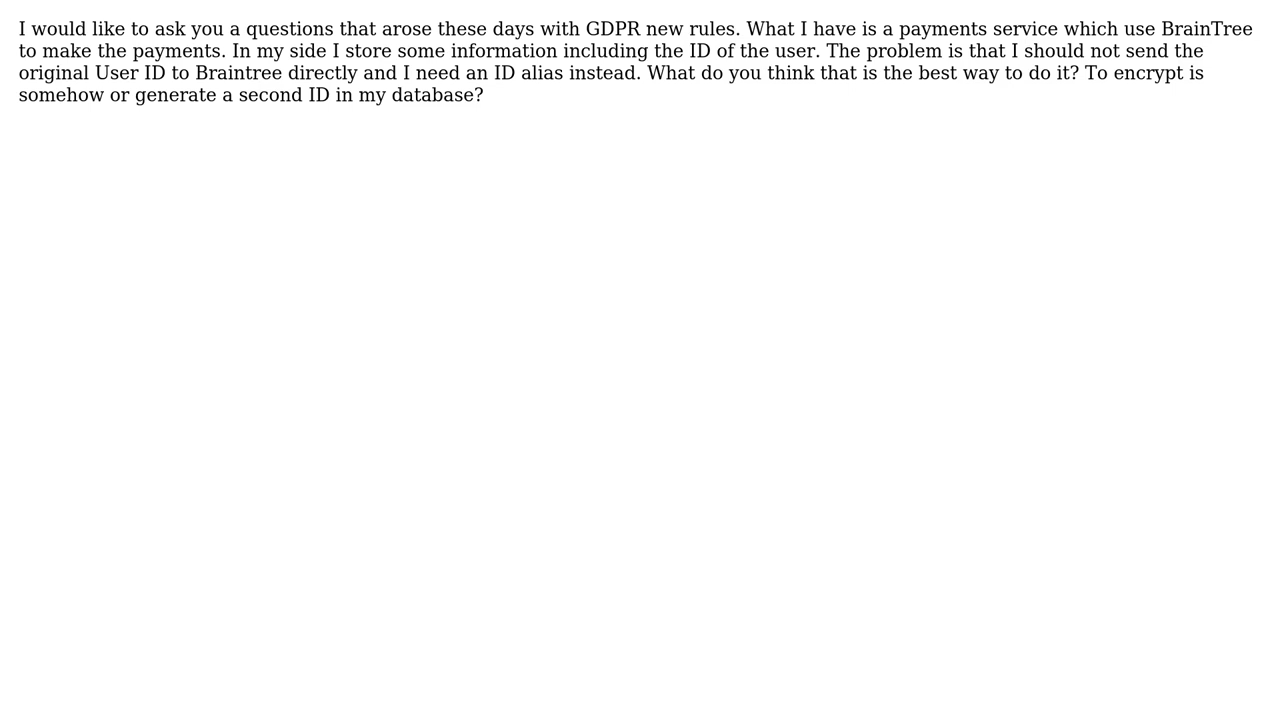 I would like to ask you a questions that arose these days with GDPR new rules. What I have is a payments service which use BrainTree
to make the payments. In my side I store some information including the ID of the user. The problem is that I should not send the
original User ID to Braintree directly and I need an ID alias instead. What do you think that is the best way to do it? To encrypt is
somehow or generate a second ID in my database?